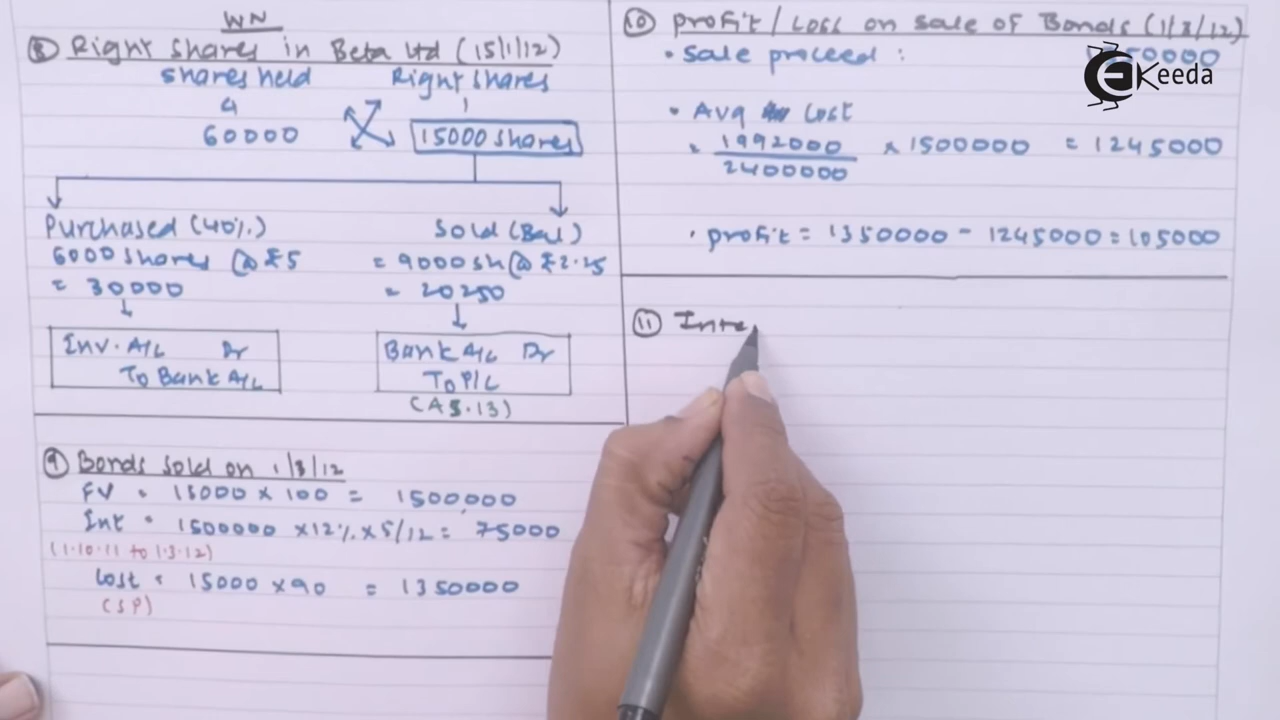 WN
8 Right shares in Beta Ltd (15/1/12)
shares held Right shares
4 1
60000 15000 shares
Purchased (40%) Sold (Bal)
6000 shares @ ₹5 = 9000 sh @ ₹2.25
= 30000 = 20250
Inv. A/c Dr Bank A/c Dr
To Bank A/c To P/L
(AS.13)
9 Bonds sold on 1/3/12
FV = 15000 × 100 = 1500000
Int = 1500000 × 12% × 5/12 = 75000
(1.10.11 to 1.3.12)
Cost = 15000 × 90 = 1350000
(SP)
10 profit/Loss on sale of Bonds (1/3/12)
• Sale proceed : 50000
Keeda
• Avg Cost
= 1992000 × 1500000 = 1245000
2400000
• profit = 1350000 - 1245000 = 105000
11 Inte